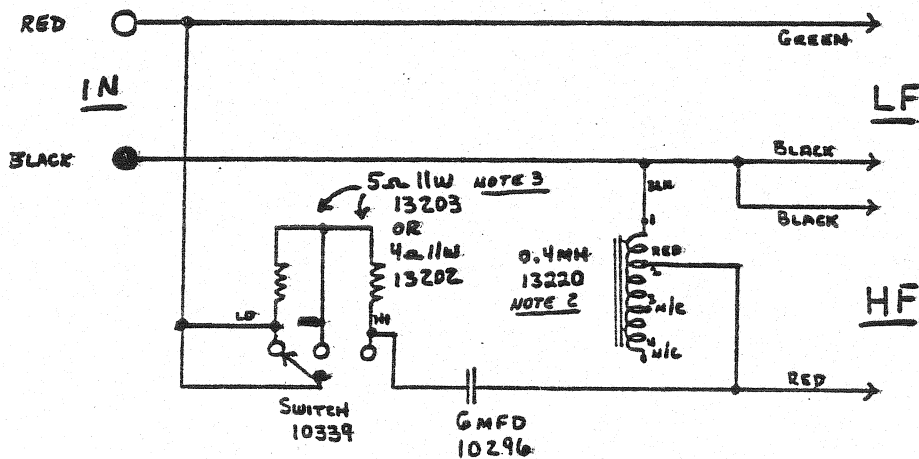 RED
GREEN
IN
LF
BLACK
BLACK
BLACK
5Ω 11W NOTE 3
13203
OR
4Ω 11W
13202
BLK
1
RED
2
0.4MH
13220
NOTE 2
3
N/C
4
N/C
HF
LO
HI
RED
SWITCH
10339
6MFD
10296